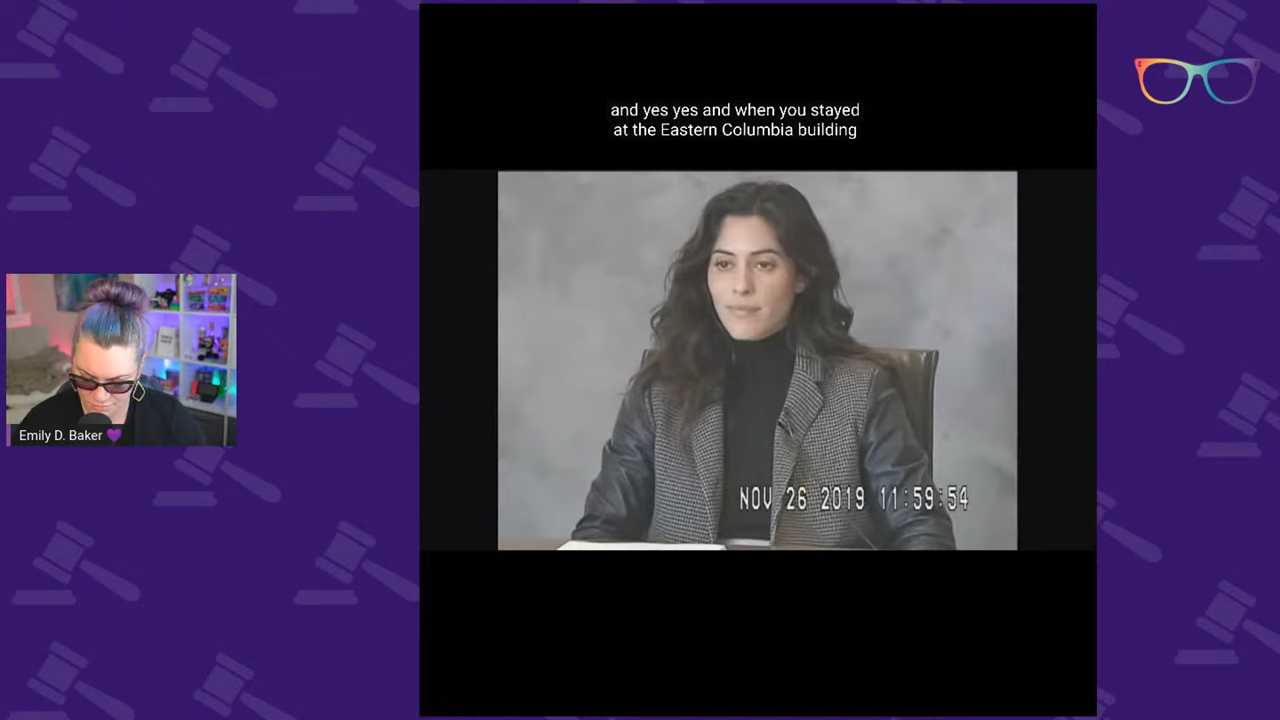 and yes yes and when you stayed
at the Eastern Columbia building
NOV 26 2019 11:59:54
Emily D. Baker 💜